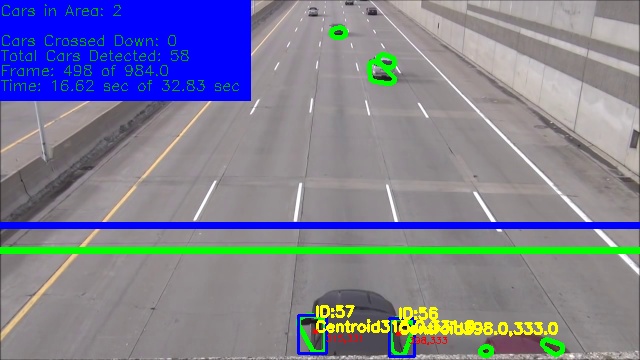 Cars in Area: 2
Cars Crossed Down: 0
Total Cars Detected: 58
Frame: 498 of 984.0
Time: 16.62 sec of 32.83 sec
ID:57
ID:56